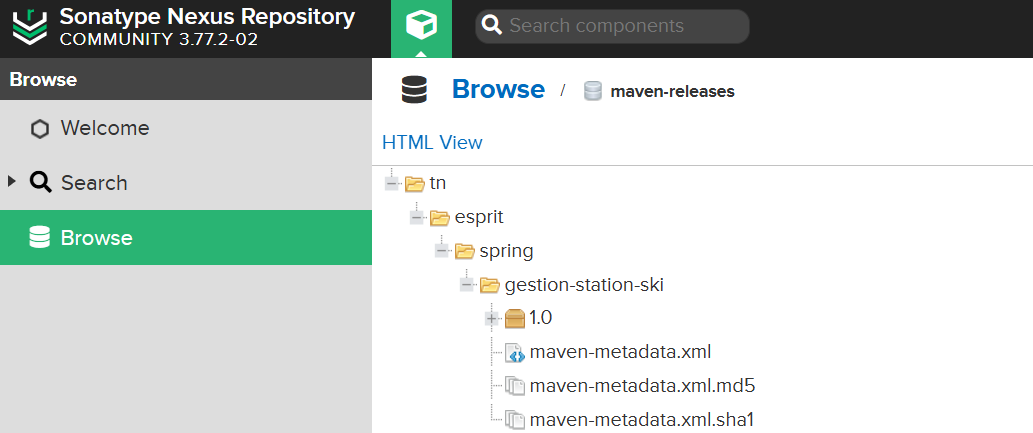 Sonatype Nexus Repository
COMMUNITY 3.77.2-02
Search components
Browse
Welcome
Search
Browse
Browse / maven-releases
HTML View
tn
esprit
spring
gestion-station-ski
1.0
maven-metadata.xml
maven-metadata.xml.md5
maven-metadata.xml.sha1